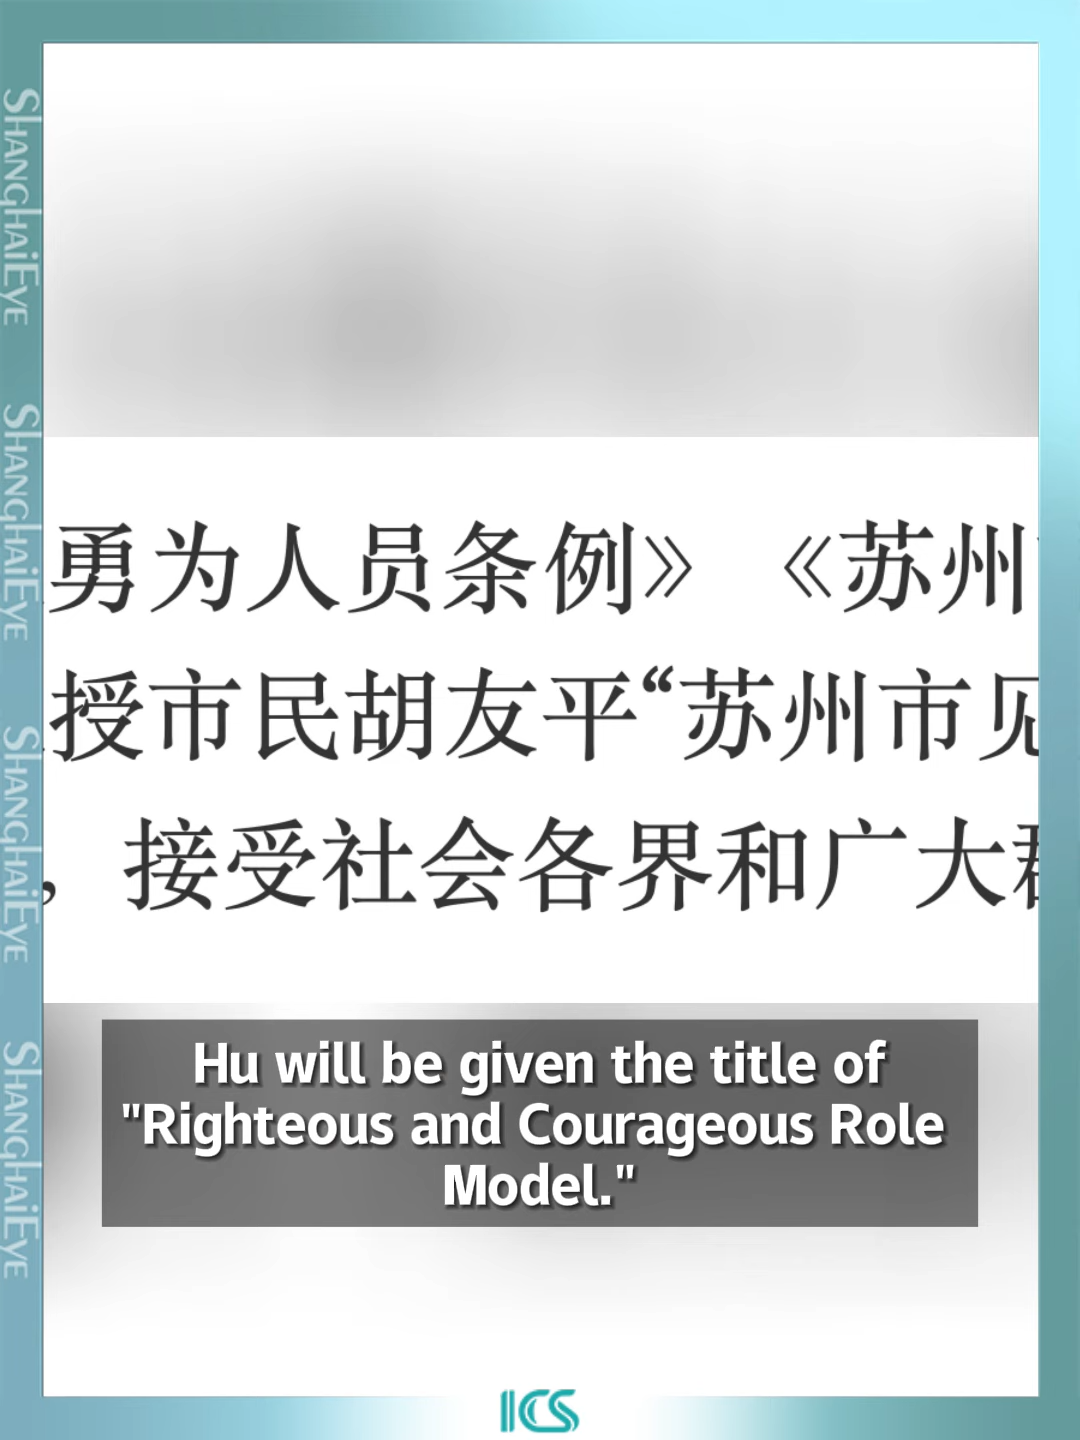 勇为人员条例》《苏州
授市民胡友平“苏州市见
，接受社会各界和广大
Hu will be given the title of
"Righteous and Courageous Role
Model."
SHANGHAIEYE
SHANGHAIEYE
SHANGHAIEYE
SHANGHAIEYE
ICS